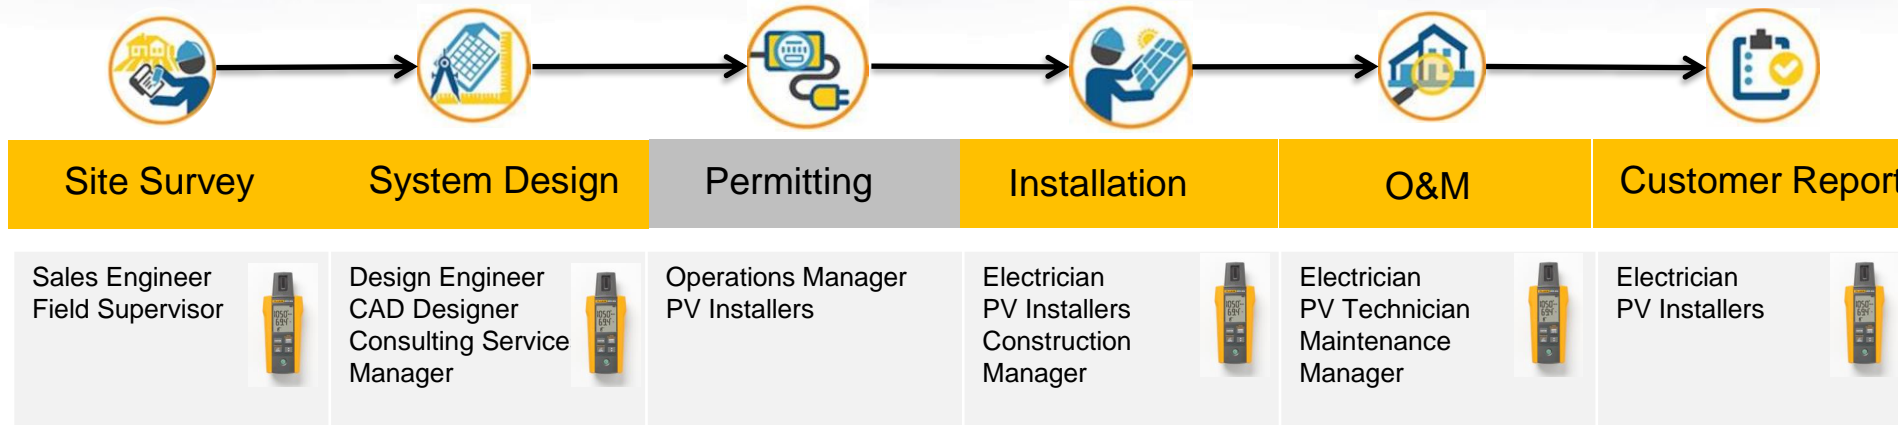 Site Survey
System Design
Permitting
Installation
O&M
Customer Report
Sales Engineer
Field Supervisor
Design Engineer
CAD Designer
Consulting Service
Manager
Operations Manager
PV Installers
Electrician
PV Installers
Construction
Manager
Electrician
PV Technician
Maintenance
Manager
Electrician
PV Installers